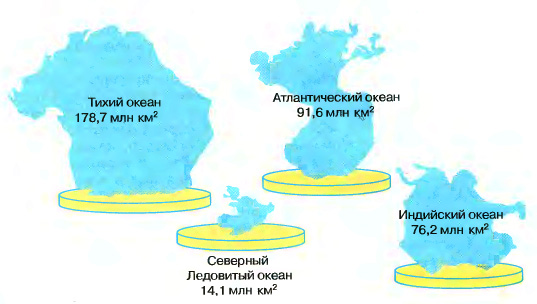 Тихий океан
178,7 млн км²
Атлантический океан
91,6 млн км²
Индийский океан
76,2 млн км²
Северный
Ледовитый океан
14,1 млн км²